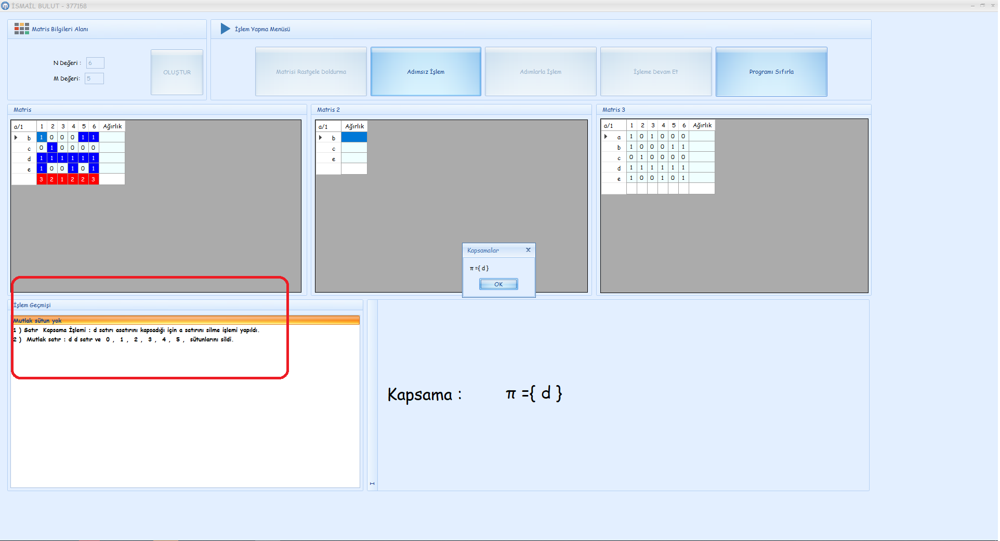 İSMAİL BULUT - 377158
Matris Bilgileri Alanı
N Değeri : 6
M Değeri: 5
OLUŞTUR
İşlem Yapma Menüsü
Matrisi Rastgele Doldurma
Adımsız İşlem
Adımlarla İşlem
İşleme Devam Et
Programı Sıfırla
Matris
a/1 1 2 3 4 5 6 Ağırlık
b 1 0 0 0 1 1
c 0 1 0 0 0 0
d 1 1 1 1 1 1
e 1 0 0 1 0 1
3 2 1 2 2 3
Matris 2
a/1 Ağırlık
b
c
e
Matris 3
a/1 1 2 3 4 5 6 Ağırlık
a 1 0 1 0 0 0
b 1 0 0 0 1 1
c 0 1 0 0 0 0
d 1 1 1 1 1 1
e 1 0 0 1 0 1
Kapsamalar x
π ={ d }
OK
İşlem Geçmişi
Mutlak sütun yok
1 ) Satır Kapsama İşlemi : d satırı asatırını kapsadığı için a satırını silme işlemi yapıldı.
2 ) Mutlak satır : d d satır ve 0 , 1 , 2 , 3 , 4 , 5 , sütunlarını sildi.
Kapsama : π ={ d }